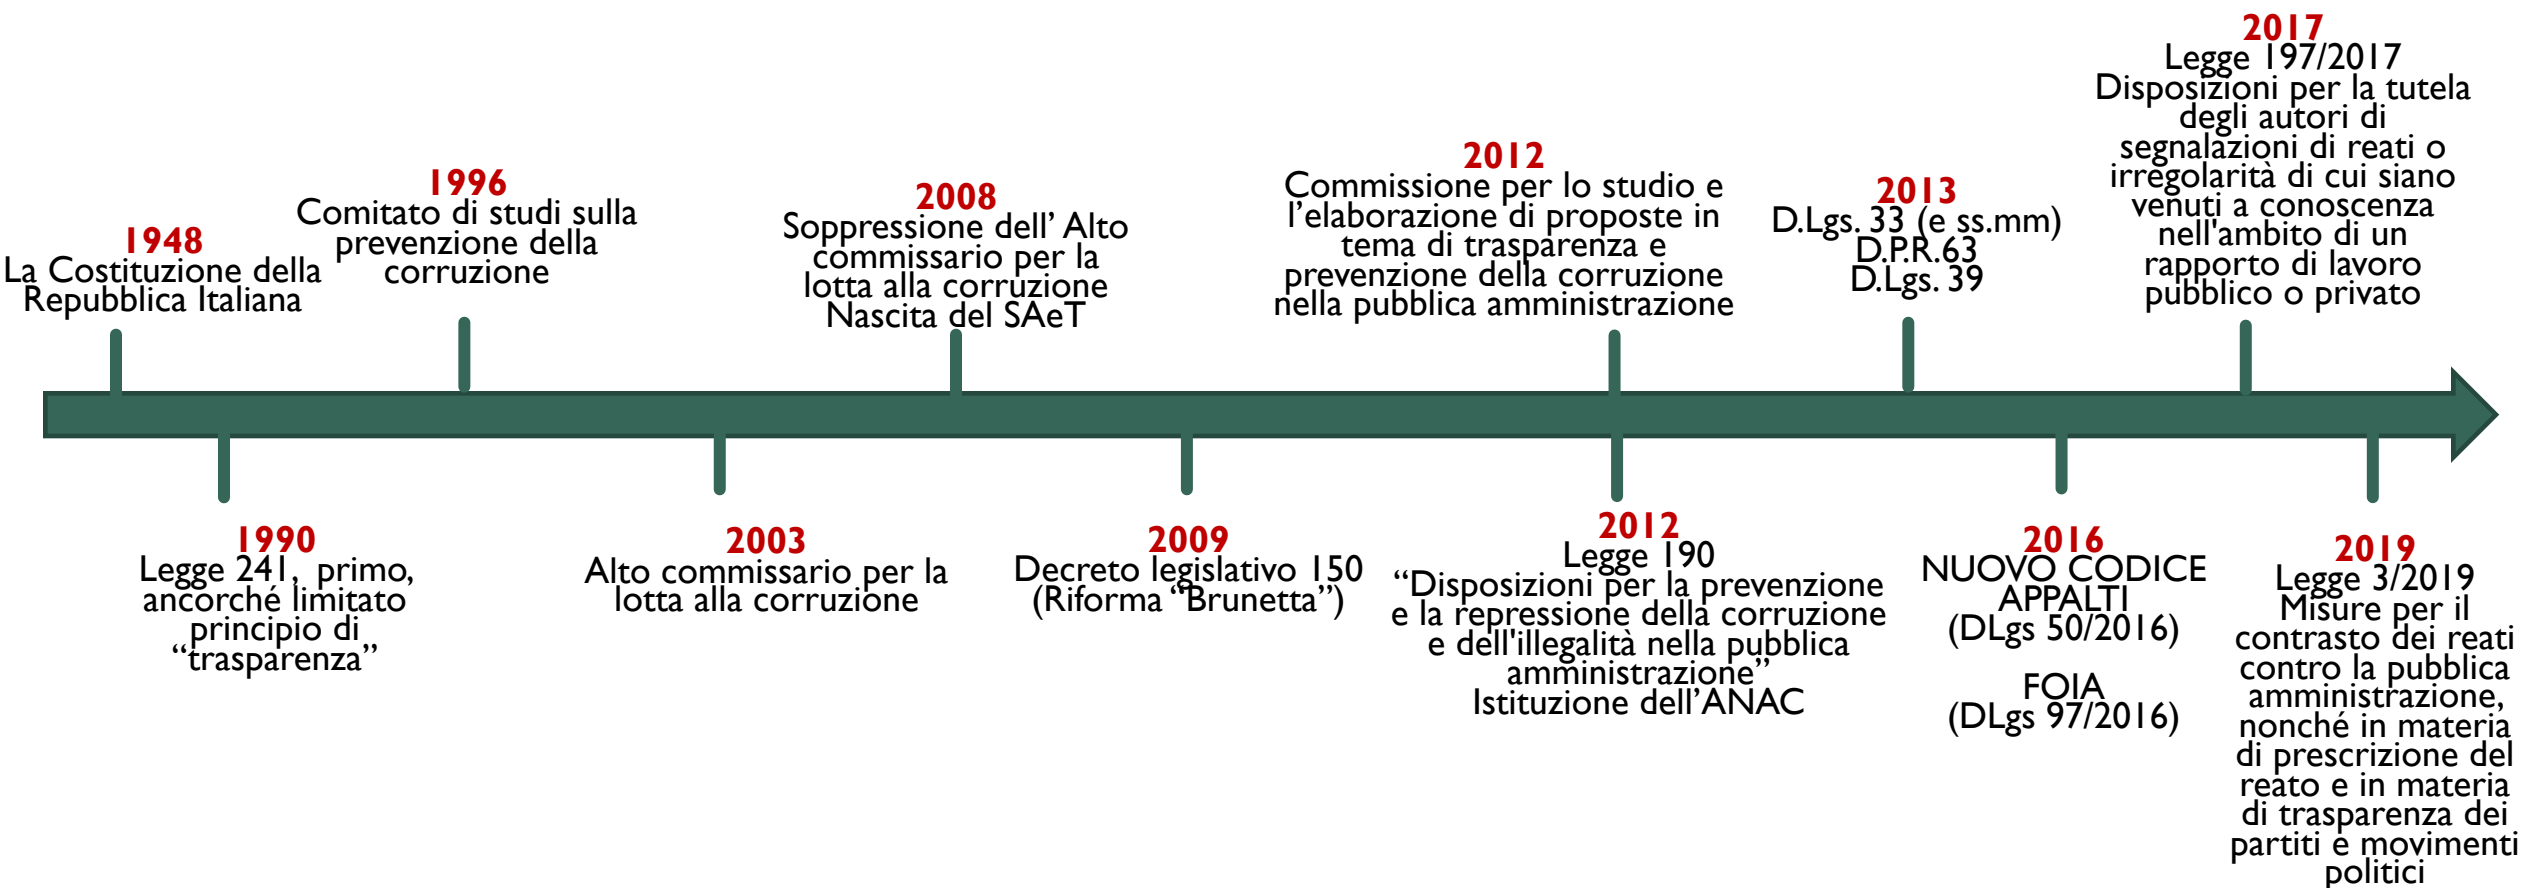 1948
La Costituzione della
Repubblica Italiana
1990
Legge 241, primo,
ancorché limitato
principio di
“trasparenza”
1996
Comitato di studi sulla
prevenzione della
corruzione
2003
Alto commissario per la
lotta alla corruzione
2008
Soppressione dell’ Alto
commissario per la
lotta alla corruzione
Nascita del SAeT
2009
Decreto legislativo 150
(Riforma “Brunetta”)
2012
Commissione per lo studio e
l’elaborazione di proposte in
tema di trasparenza e
prevenzione della corruzione
nella pubblica amministrazione
2012
Legge 190
“Disposizioni per la prevenzione
e la repressione della corruzione
e dell'illegalità nella pubblica
amministrazione”
Istituzione dell’ANAC
2013
D.Lgs. 33 (e ss.mm)
D.P.R.63
D.Lgs. 39
2016
NUOVO CODICE
APPALTI
(DLgs 50/2016)
FOIA
(DLgs 97/2016)
2017
Legge 197/2017
Disposizioni per la tutela
degli autori di
segnalazioni di reati o
irregolarità di cui siano
venuti a conoscenza
nell'ambito di un
rapporto di lavoro
pubblico o privato
2019
Legge 3/2019
Misure per il
contrasto dei reati
contro la pubblica
amministrazione,
nonché in materia
di prescrizione del
reato e in materia
di trasparenza dei
partiti e movimenti
politici